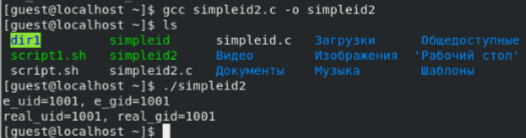 [guest@localhost ~]$ gcc simpleid2.c -o simpleid2
[guest@localhost ~]$ ls
dir1 simpleid simpleid.c Загрузки Общедоступные
script1.sh simpleid2 Видео Изображения 'Рабочий стол'
script.sh simpleid2.c Документы Музыка Шаблоны
[guest@localhost ~]$ ./simpleid2
e_uid=1001, e_gid=1001
real_uid=1001, real_gid=1001
[guest@localhost ~]$